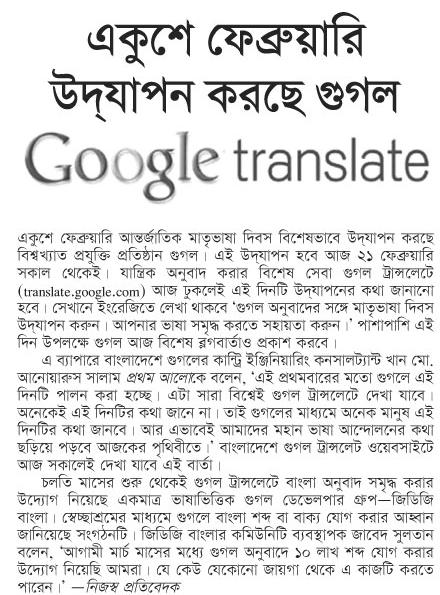 একুশে ফেব্রুয়ারি
উদ্‌যাপন করছে গুগল
Google translate
একুশে ফেব্রুয়ারি আন্তর্জাতিক মাতৃভাষা দিবস বিশেষভাবে উদ্‌যাপন করছে
বিশ্বখ্যাত প্রযুক্তি প্রতিষ্ঠান গুগল। এই উদ্‌যাপন হবে আজ ২১ ফেব্রুয়ারি
সকাল থেকেই। যান্ত্রিক অনুবাদ করার বিশেষ সেবা গুগল ট্রান্সলেটে
(translate.google.com) আজ ঢুকলেই এই দিনটি উদ্‌যাপনের কথা জানানো
হবে। সেখানে ইংরেজিতে লেখা থাকবে ‘গুগল অনুবাদের সঙ্গে মাতৃভাষা দিবস
উদ্‌যাপন করুন। আপনার ভাষা সমৃদ্ধ করতে সহায়তা করুন।’ পাশাপাশি এই
দিন উপলক্ষে গুগল আজ বিশেষ ব্লগবার্তাও প্রকাশ করবে।
এ ব্যাপারে বাংলাদেশে গুগলের কান্ট্রি ইঞ্জিনিয়ারিং কনসালট্যান্ট খান মো.
আনোয়ারুস সালাম প্রথম আলোকে বলেন, ‘এই প্রথমবারের মতো গুগলে এই
দিনটি পালন করা হচ্ছে। এটা সারা বিশ্বেই গুগল ট্রান্সলেটে দেখা যাবে।
অনেকেই এই দিনটির কথা জানে না। তাই গুগলের মাধ্যমে অনেক মানুষ এই
দিনটির কথা জানবে। আর এভাবেই আমাদের মহান ভাষা আন্দোলনের কথা
ছড়িয়ে পড়বে আজকের পৃথিবীতে।’ বাংলাদেশে গুগল ট্রান্সলেট ওয়েবসাইটে
আজ সকালেই দেখা যাবে এই বার্তা।
চলতি মাসের শুরু থেকেই গুগল ট্রান্সলেটে বাংলা অনুবাদ সমৃদ্ধ করার
উদ্যোগ নিয়েছে একমাত্র ভাষাভিত্তিক গুগল ডেভেলপার গ্রুপ—জিডিজি
বাংলা। স্বেচ্ছাশ্রমের মাধ্যমে গুগলে বাংলা শব্দ বা বাক্য যোগ করার আহ্বান
জানিয়েছে সংগঠনটি। জিডিজি বাংলার কমিউনিটি ব্যবস্থাপক জাবেদ সুলতান
বলেন, ‘আগামী মার্চ মাসের মধ্যে গুগল অনুবাদে ১০ লাখ শব্দ যোগ করার
উদ্যোগ নিয়েছি আমরা। যে কেউ যেকোনো জায়গা থেকে এ কাজটি করতে
পারেন।’ —নিজস্ব প্রতিবেদক